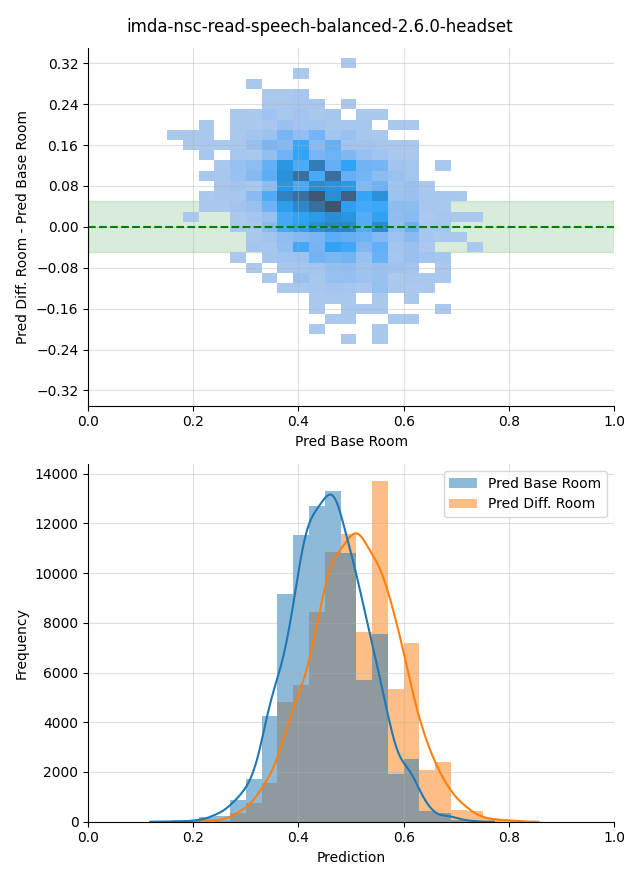 imda-nsc-read-speech-balanced-2.6.0-headset
0.32
0.24
0.16
0.08
0.00
−0.08
−0.16
−0.24
−0.32
Pred Diff. Room - Pred Base Room
0.0 0.2 0.4 0.6 0.8 1.0
Pred Base Room
14000
12000
10000
8000
6000
4000
2000
0
Frequency
Pred Base Room
Pred Diff. Room
0.0 0.2 0.4 0.6 0.8 1.0
Prediction